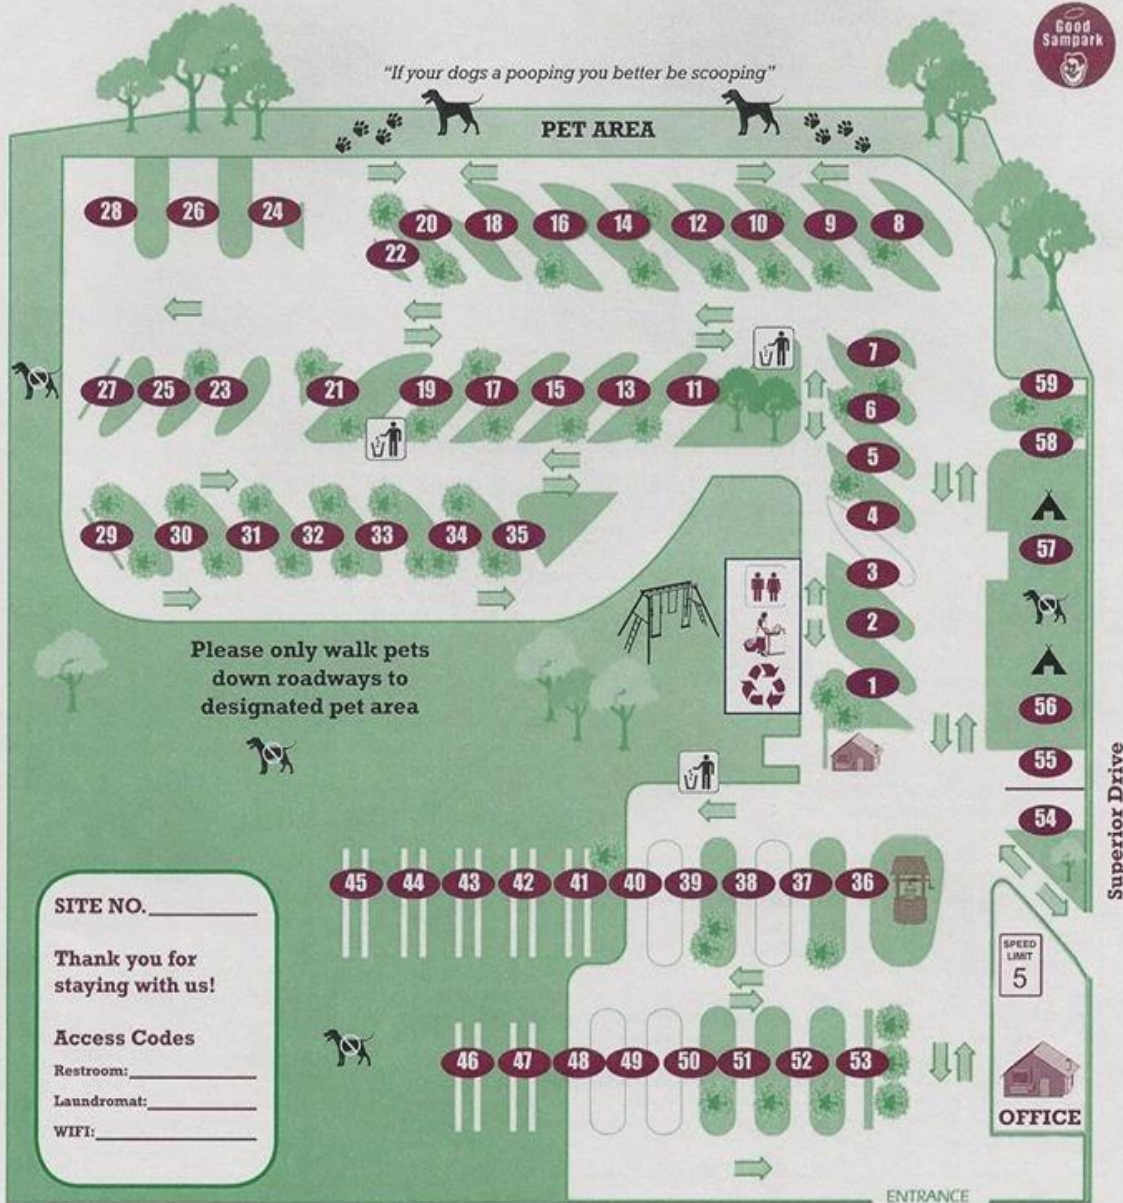 Good
Sampark
"If your dogs a pooping you better be scooping"
PET AREA
28 26 24 20 18 16 14 12 10 9 8
22
7
27 25 23 21 19 17 15 13 11
59
6
58
5
4
29 30 31 32 33 34 35
57
3
2
Please only walk pets
down roadways to
designated pet area
1
56
55
54
Superior Drive
45 44 43 42 41 40 39 38 37 36
SITE NO.
Thank you for
staying with us!
Access Codes
Restroom:
Laundromat:
WIFI:
SPEED
LIMIT
5
46 47 48 49 50 51 52 53
OFFICE
ENTRANCE